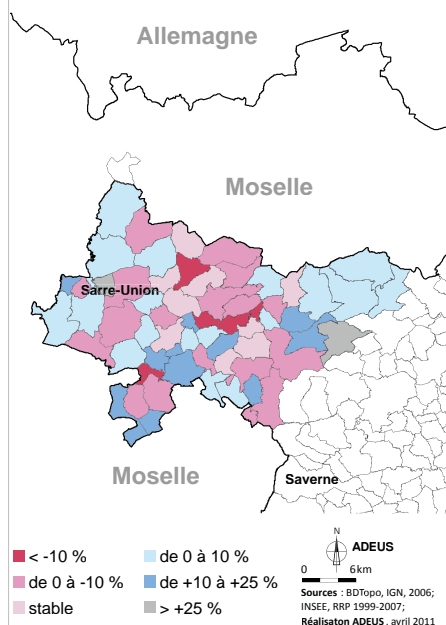 Allemagne
Moselle
Sarre-Union
Moselle
Saverne
< -10 %
de 0 à -10 %
stable
de 0 à 10 %
de +10 à +25 %
> +25 %
N
ADEUS
0 6km
Sources : BDTopo, IGN, 2006;
INSEE, RRP 1999-2007;
Réalisaton ADEUS , avril 2011